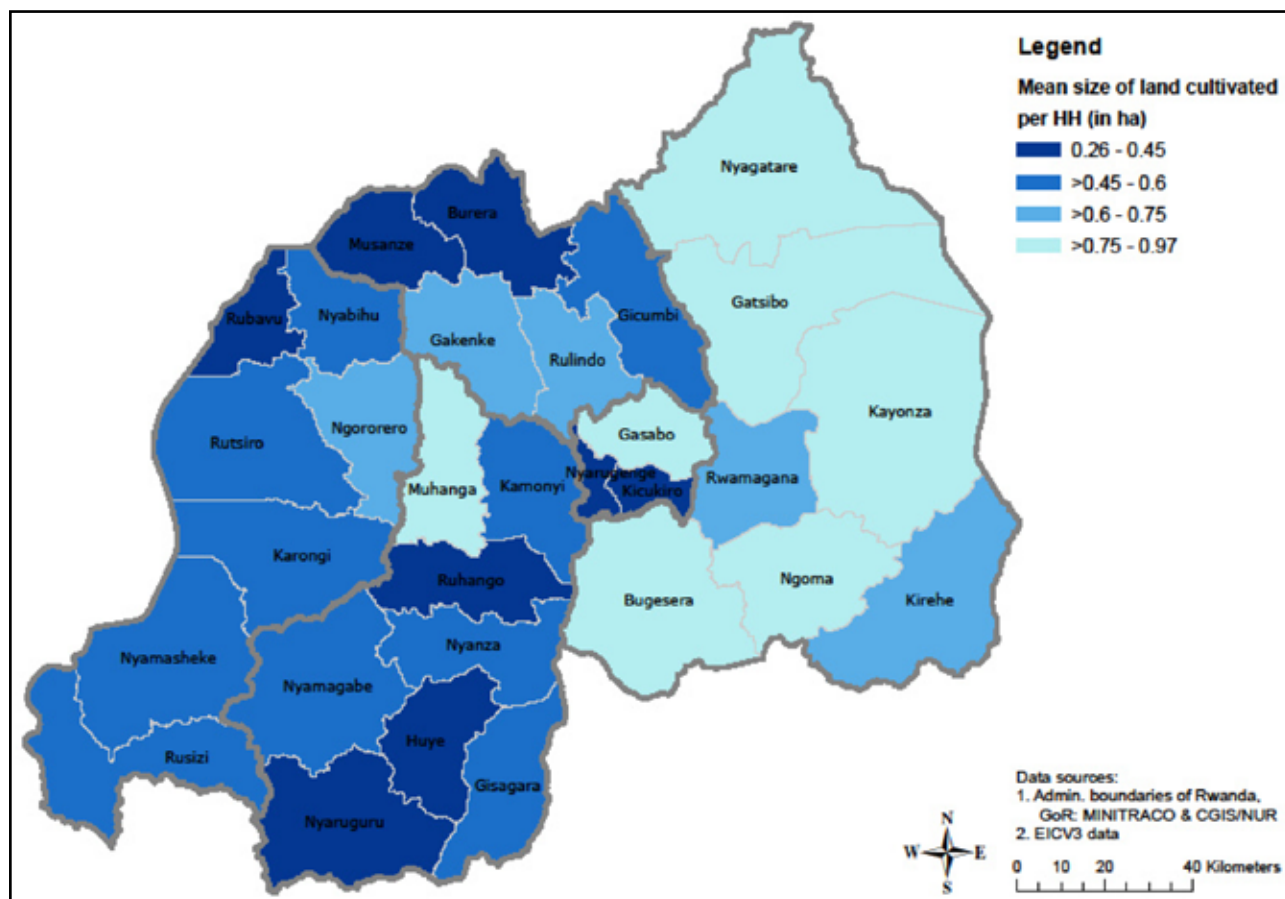 Legend
Mean size of land cultivated
per HH (in ha)
0.26 - 0.45
>0.45 - 0.6
>0.6 - 0.75
>0.75 - 0.97
Nyagatare
Burera
Musanze
Gatsibo
Rubavu
Nyabihu
Gicumbi
Gakenke
Rulindo
Kayonza
Rutsiro
Ngororero
Gasabo
Muhanga
Kamonyi
Nyarugenge
Kicukiro
Rwamagana
Karongi
Ruhango
Ngoma
Bugesera
Kirehe
Nyamasheke
Nyanza
Nyamagabe
Huye
Rusizi
Gisagara
Nyaruguru
Data sources:
1. Admin. boundaries of Rwanda,
GoR: MINITRACO & CGIS/NUR
2. EICV3 data
N
W E
S
0 10 20 40 Kilometers